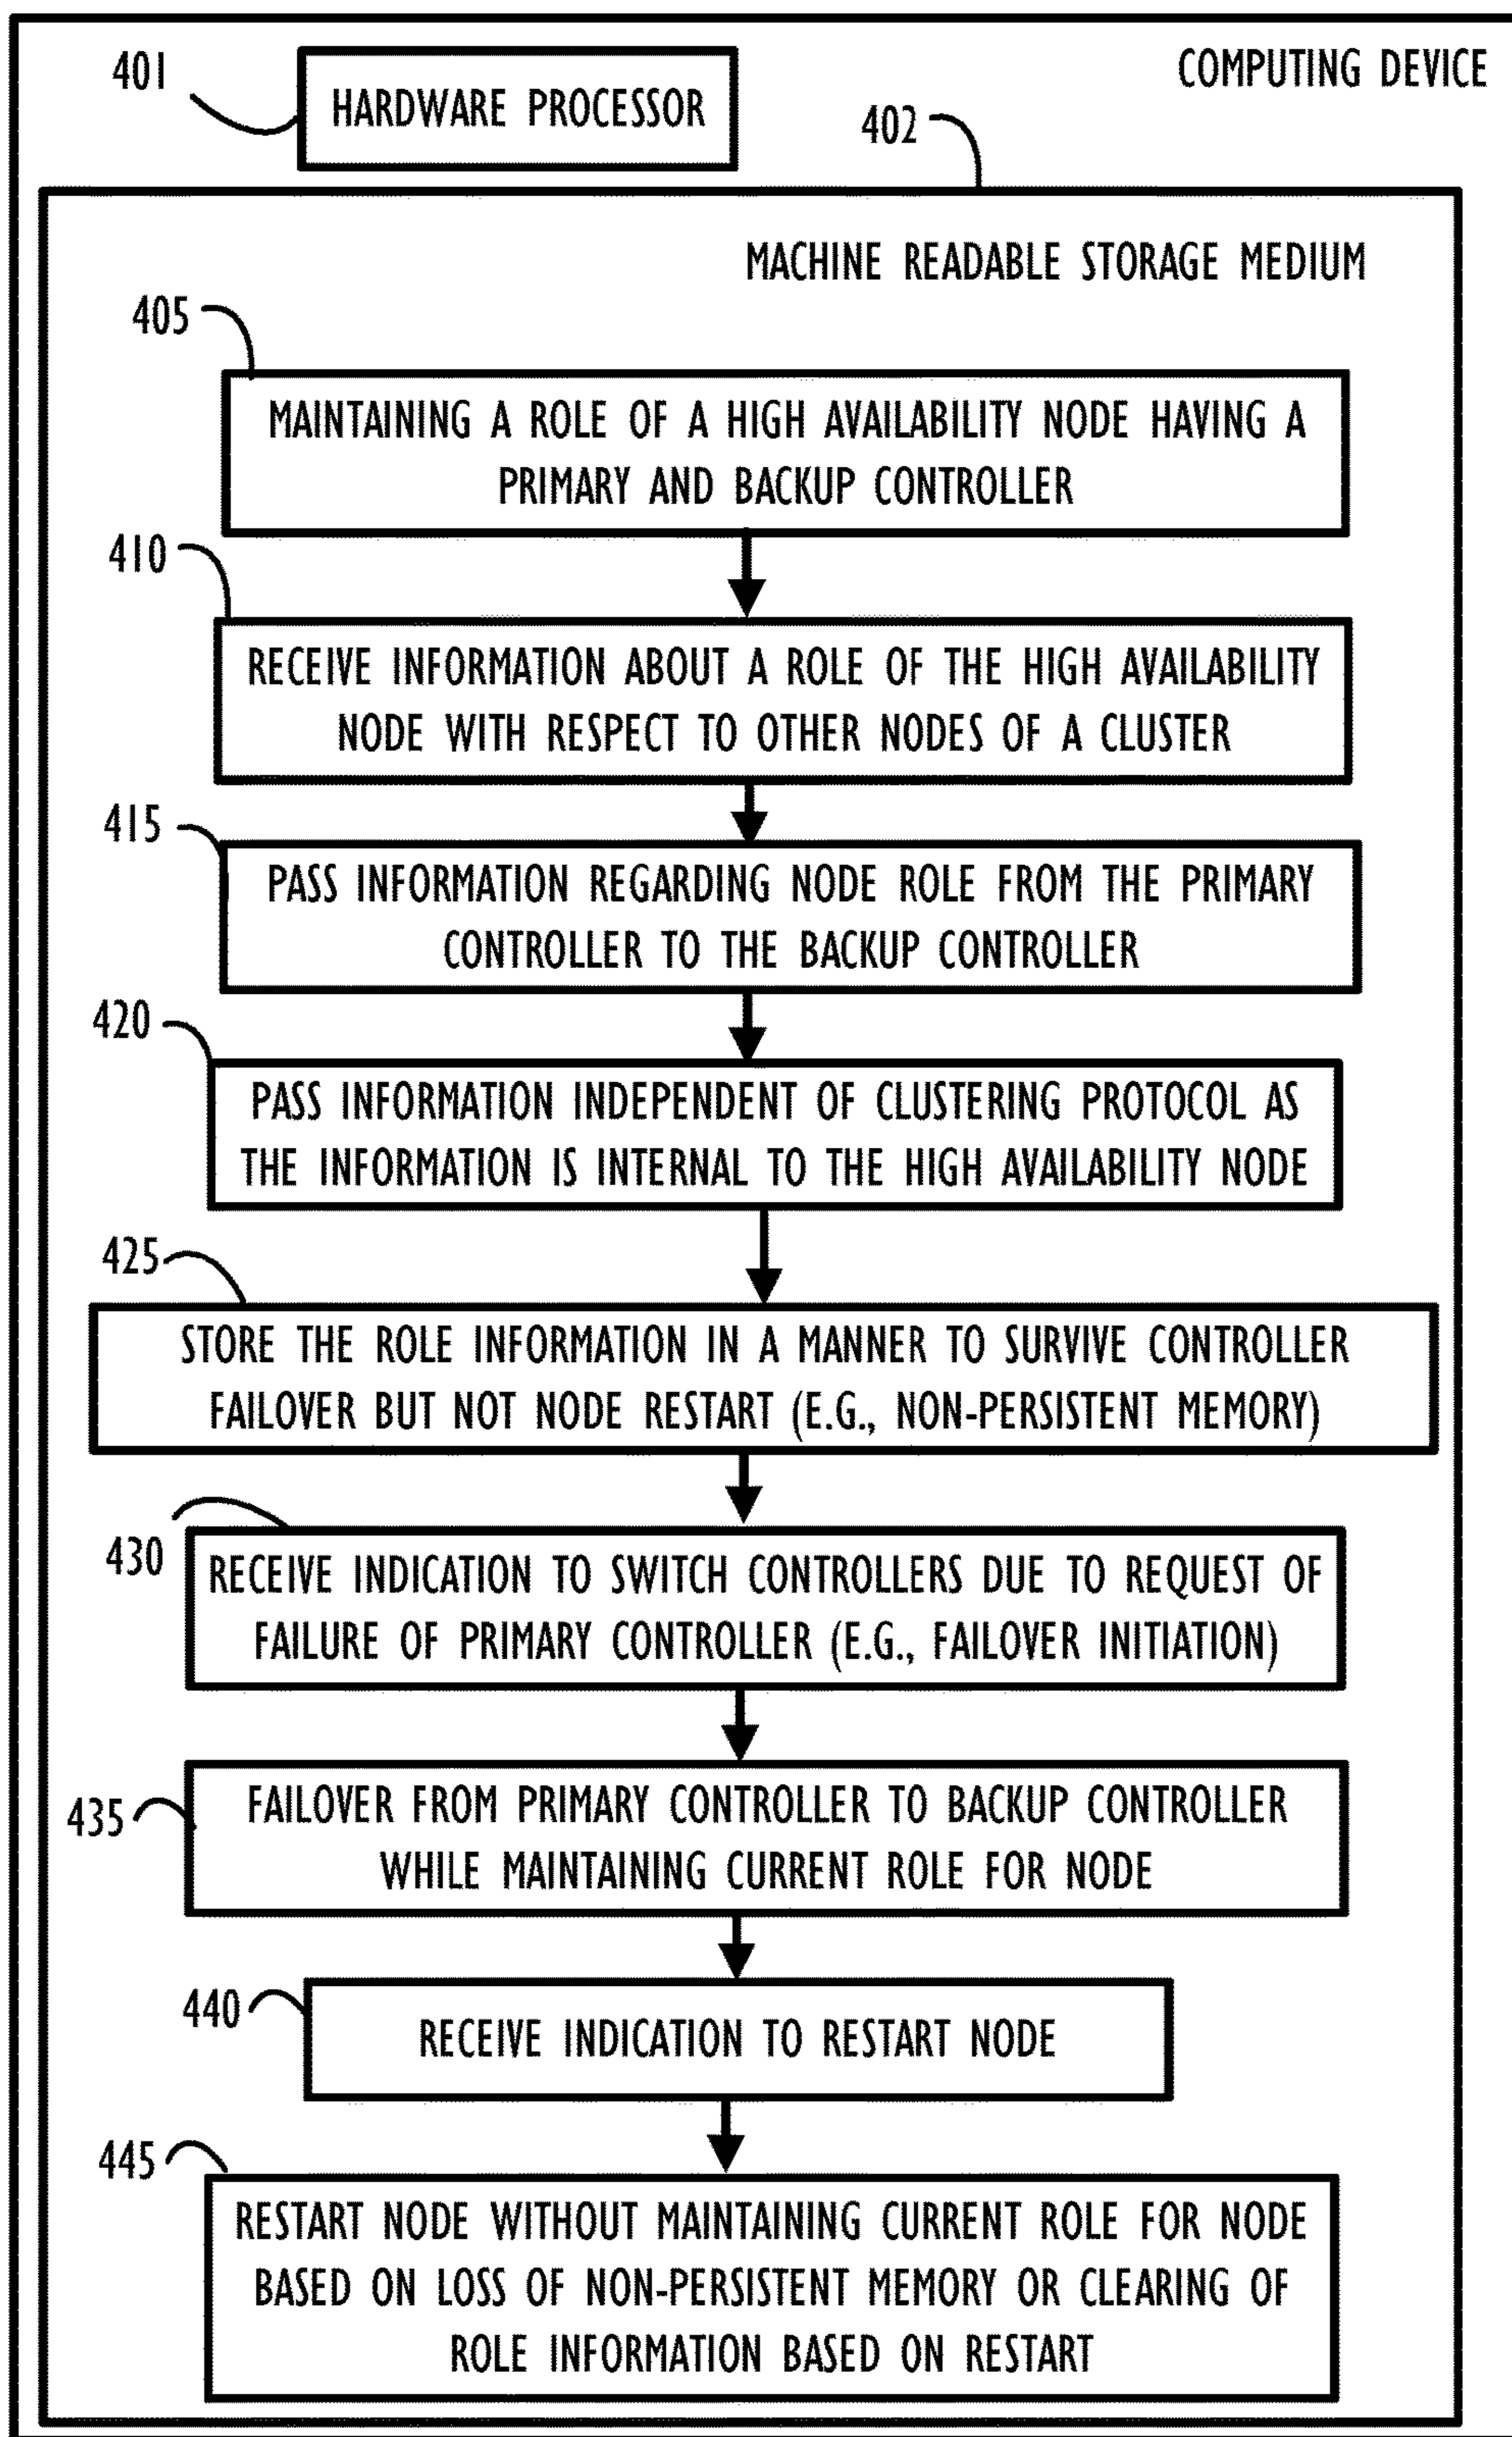 401
HARDWARE PROCESSOR
COMPUTING DEVICE
402
MACHINE READABLE STORAGE MEDIUM
405
MAINTAINING A ROLE OF A HIGH AVAILABILITY NODE HAVING A
PRIMARY AND BACKUP CONTROLLER
410
RECEIVE INFORMATION ABOUT A ROLE OF THE HIGH AVAILABILITY
NODE WITH RESPECT TO OTHER NODES OF A CLUSTER
415
PASS INFORMATION REGARDING NODE ROLE FROM THE PRIMARY
CONTROLLER TO THE BACKUP CONTROLLER
420
PASS INFORMATION INDEPENDENT OF CLUSTERING PROTOCOL AS
THE INFORMATION IS INTERNAL TO THE HIGH AVAILABILITY NODE
425
STORE THE ROLE INFORMATION IN A MANNER TO SURVIVE CONTROLLER
FAILOVER BUT NOT NODE RESTART (E.G., NON-PERSISTENT MEMORY)
430
RECEIVE INDICATION TO SWITCH CONTROLLERS DUE TO REQUEST OF
FAILURE OF PRIMARY CONTROLLER (E.G., FAILOVER INITIATION)
435
FAILOVER FROM PRIMARY CONTROLLER TO BACKUP CONTROLLER
WHILE MAINTAINING CURRENT ROLE FOR NODE
440
RECEIVE INDICATION TO RESTART NODE
445
RESTART NODE WITHOUT MAINTAINING CURRENT ROLE FOR NODE
BASED ON LOSS OF NON-PERSISTENT MEMORY OR CLEARING OF
ROLE INFORMATION BASED ON RESTART